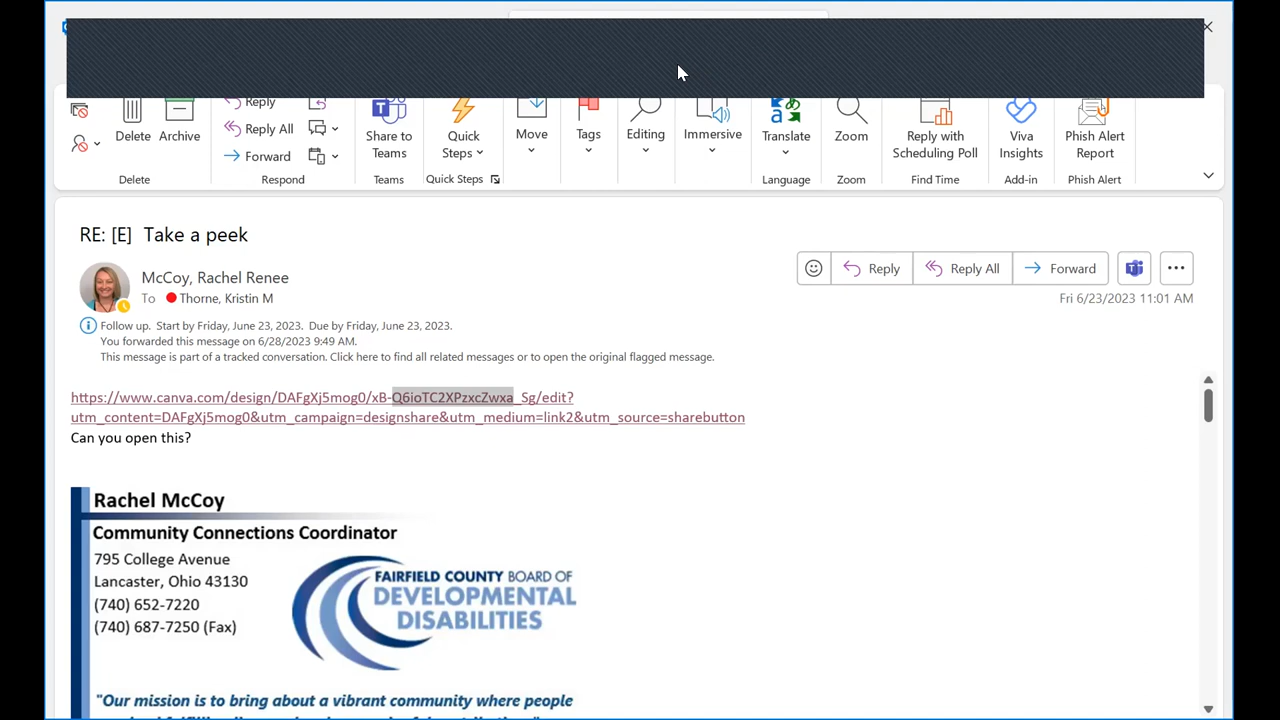 Reply
Delete
Archive
Reply All
Forward
Share to
Teams
Quick
Steps
Move
Tags
Editing
Immersive
Translate
Zoom
Reply with
Scheduling Poll
Viva
Insights
Phish Alert
Report
Delete
Respond
Teams
Quick Steps
Language
Zoom
Find Time
Add-in
Phish Alert
RE: [E] Take a peek
McCoy, Rachel Renee
To Thorne, Kristin M
Reply
Reply All
Forward
Fri 6/23/2023 11:01 AM
Follow up. Start by Friday, June 23, 2023. Due by Friday, June 23, 2023.
You forwarded this message on 6/28/2023 9:49 AM.
This message is part of a tracked conversation. Click here to find all related messages or to open the original flagged message.
https://www.canva.com/design/DAFgXj5mog0/xB-Q6ioTC2XPzxcZwxa_Sg/edit?
utm_content=DAFgXj5mog0&utm_campaign=designshare&utm_medium=link2&utm_source=sharebutton
Can you open this?
Rachel McCoy
Community Connections Coordinator
795 College Avenue
Lancaster, Ohio 43130
(740) 652-7220
(740) 687-7250 (Fax)
FAIRFIELD COUNTY BOARD OF
DEVELOPMENTAL
DISABILITIES
"Our mission is to bring about a vibrant community where people